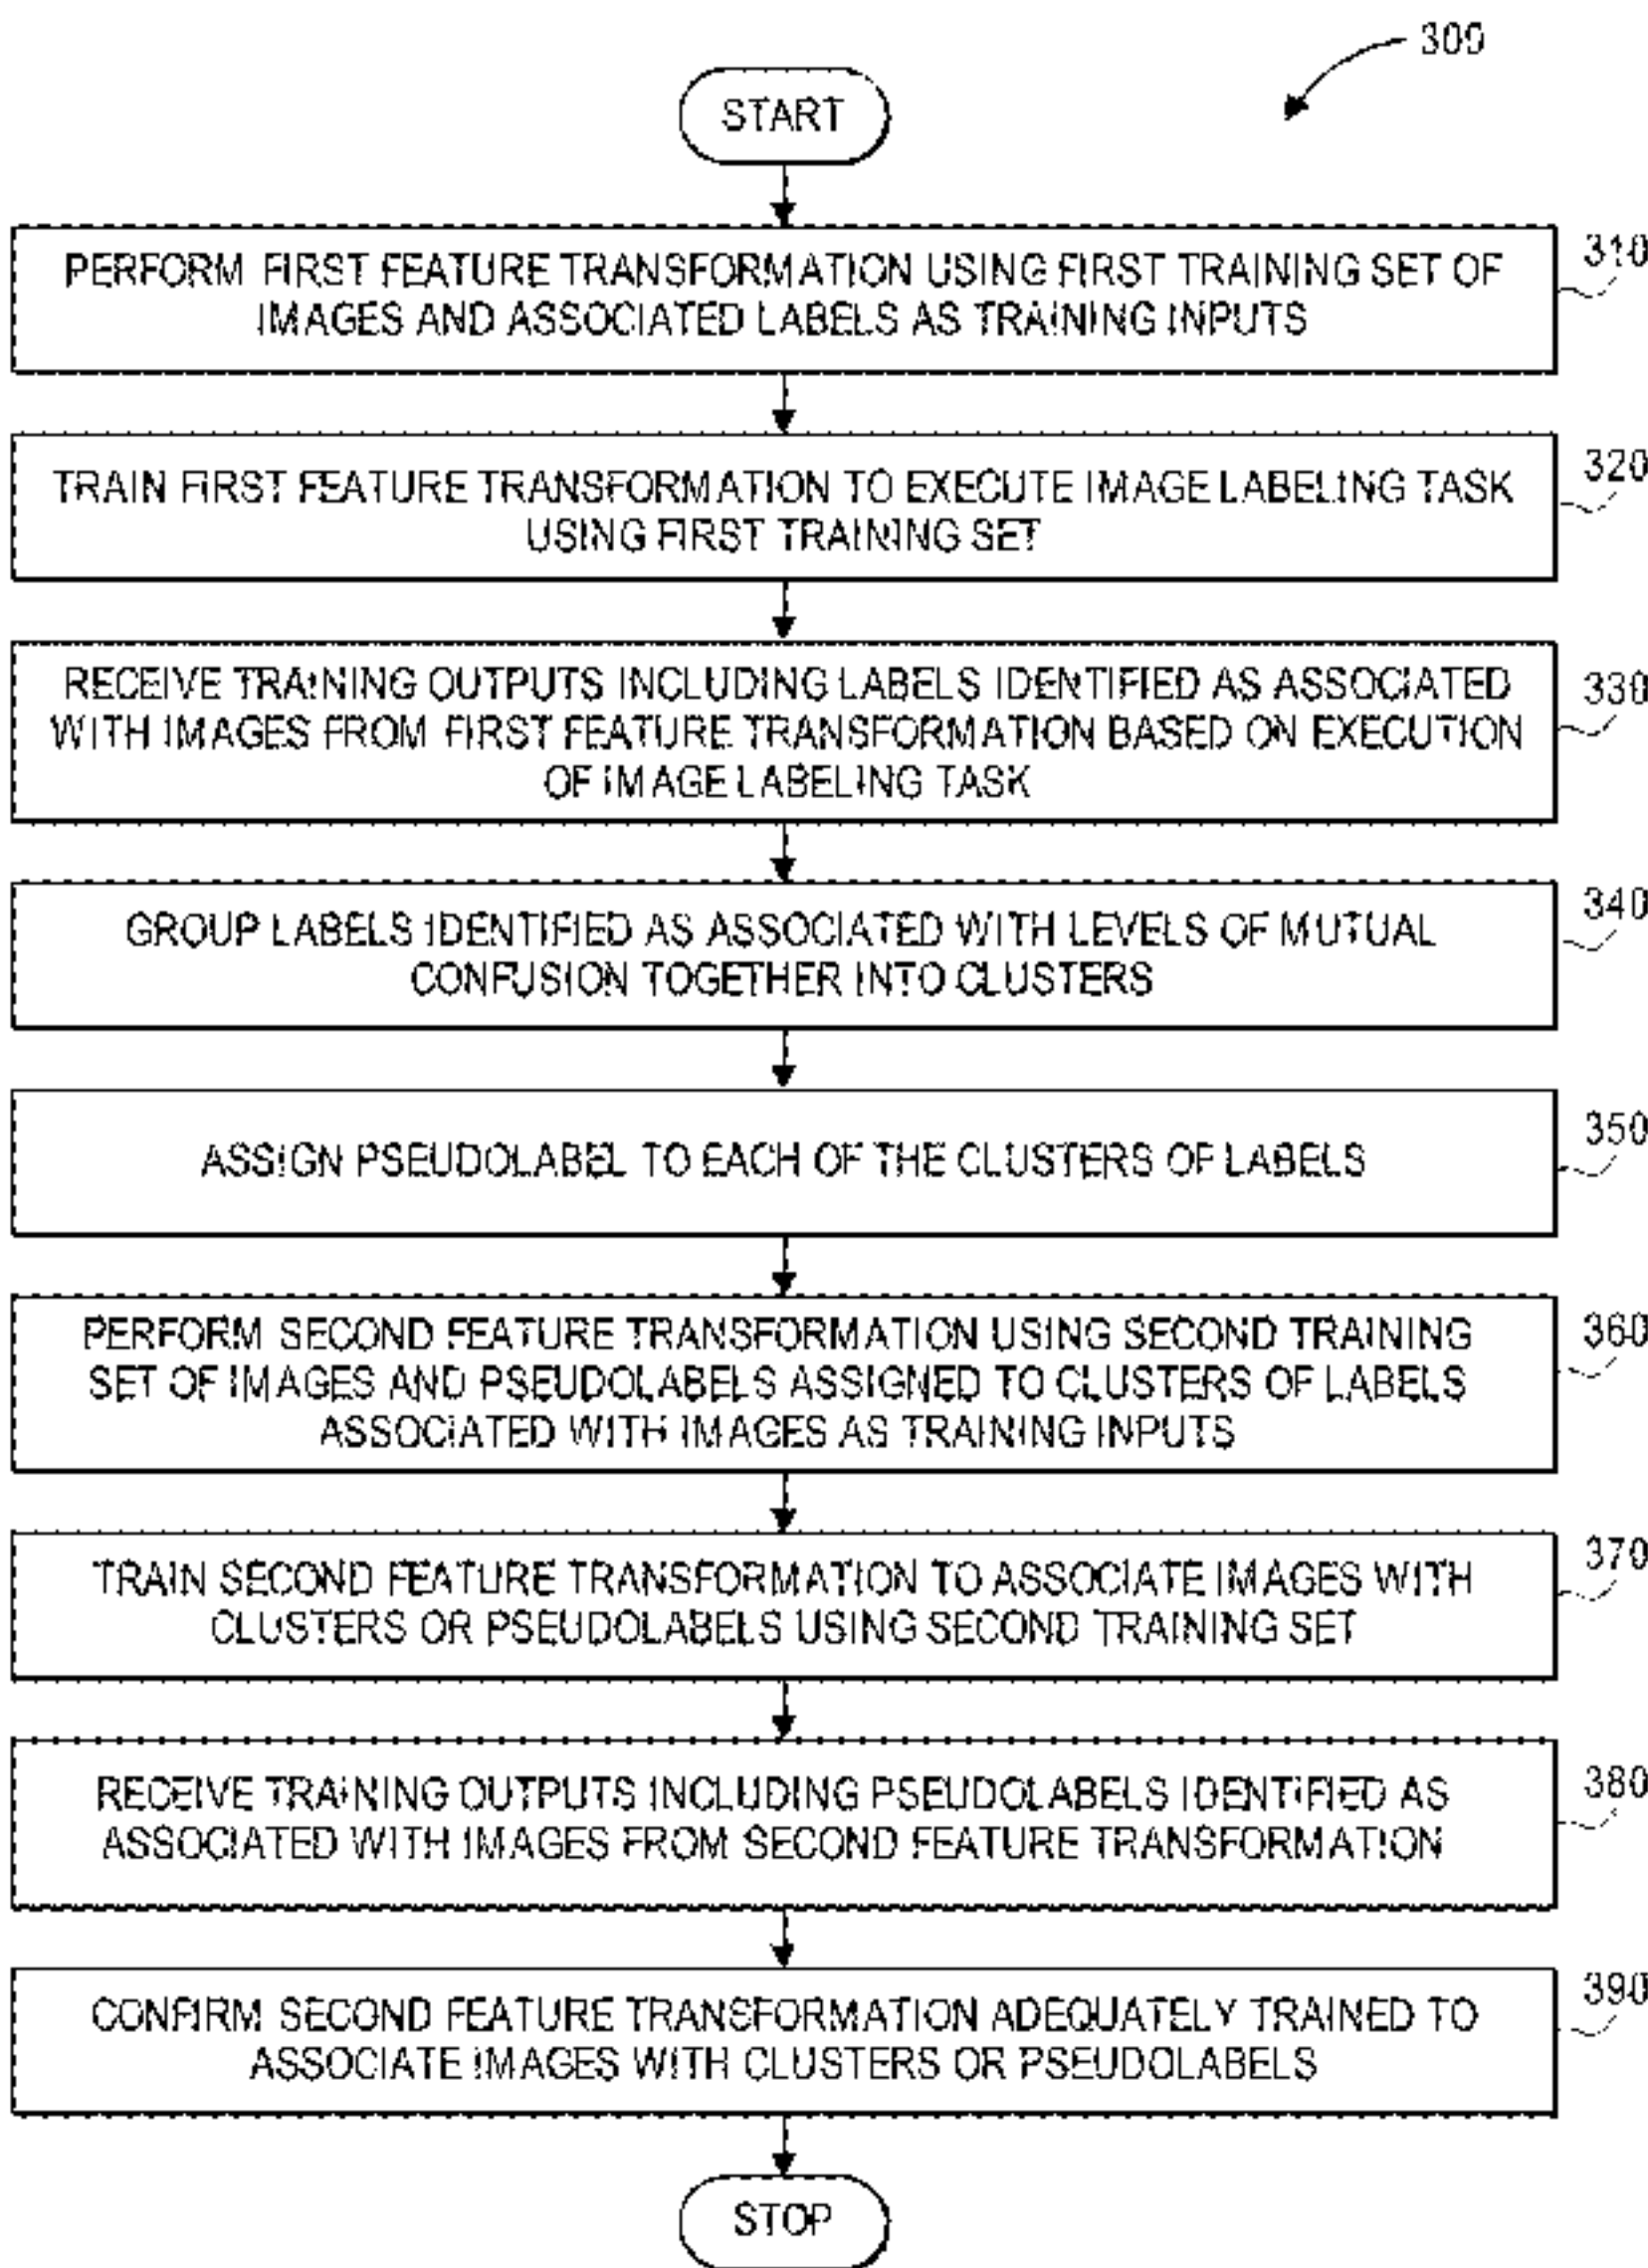 300
START
310
PERFORM FIRST FEATURE TRANSFORMATION USING FIRST TRAINING SET OF
IMAGES AND ASSOCIATED LABELS AS TRAINING INPUTS
320
TRAIN FIRST FEATURE TRANSFORMATION TO EXECUTE IMAGE LABELING TASK
USING FIRST TRAINING SET
330
RECEIVE TRAINING OUTPUTS INCLUDING LABELS IDENTIFIED AS ASSOCIATED
WITH IMAGES FROM FIRST FEATURE TRANSFORMATION BASED ON EXECUTION
OF IMAGE LABELING TASK
340
GROUP LABELS IDENTIFIED AS ASSOCIATED WITH LEVELS OF MUTUAL
CONFUSION TOGETHER INTO CLUSTERS
350
ASSIGN PSEUDOLABEL TO EACH OF THE CLUSTERS OF LABELS
360
PERFORM SECOND FEATURE TRANSFORMATION USING SECOND TRAINING
SET OF IMAGES AND PSEUDOLABELS ASSIGNED TO CLUSTERS OF LABELS
ASSOCIATED WITH IMAGES AS TRAINING INPUTS
370
TRAIN SECOND FEATURE TRANSFORMATION TO ASSOCIATE IMAGES WITH
CLUSTERS OR PSEUDOLABELS USING SECOND TRAINING SET
380
RECEIVE TRAINING OUTPUTS INCLUDING PSEUDOLABELS IDENTIFIED AS
ASSOCIATED WITH IMAGES FROM SECOND FEATURE TRANSFORMATION
390
CONFIRM SECOND FEATURE TRANSFORMATION ADEQUATELY TRAINED TO
ASSOCIATE IMAGES WITH CLUSTERS OR PSEUDOLABELS
STOP